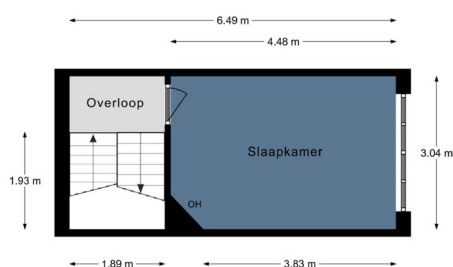 6.49 m
4.48 m
Overloop
Slaapkamer
3.04 m
1.93 m
OH
1.89 m
3.83 m